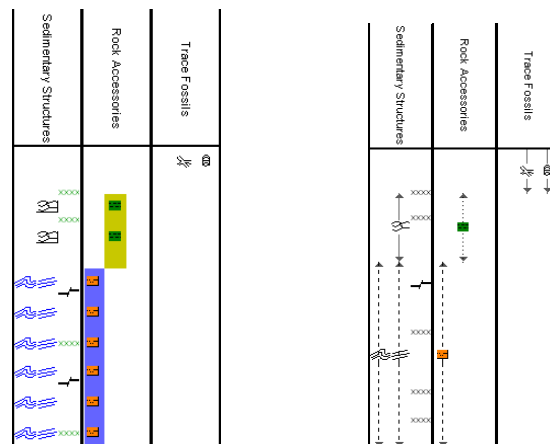 Sedimentary Structures
Rock Accessories
Trace Fossils
Sedimentary Structures
Rock Accessories
Trace Fossils